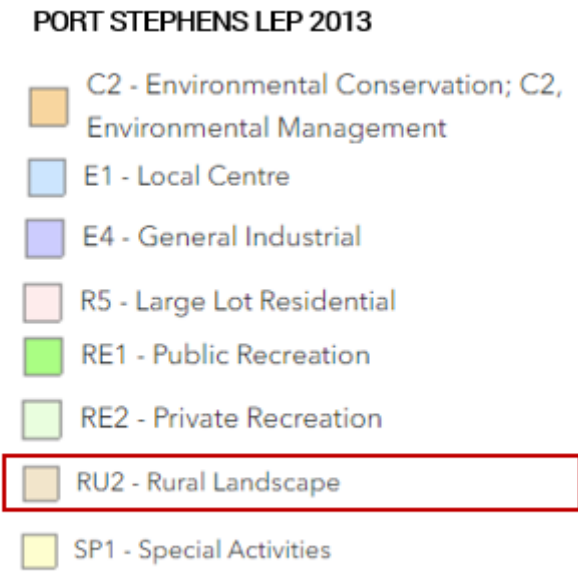 PORT STEPHENS LEP 2013
C2 - Environmental Conservation; C2,
Environmental Management
E1 - Local Centre
E4 - General Industrial
R5 - Large Lot Residential
RE1 - Public Recreation
RE2 - Private Recreation
RU2 - Rural Landscape
SP1 - Special Activities